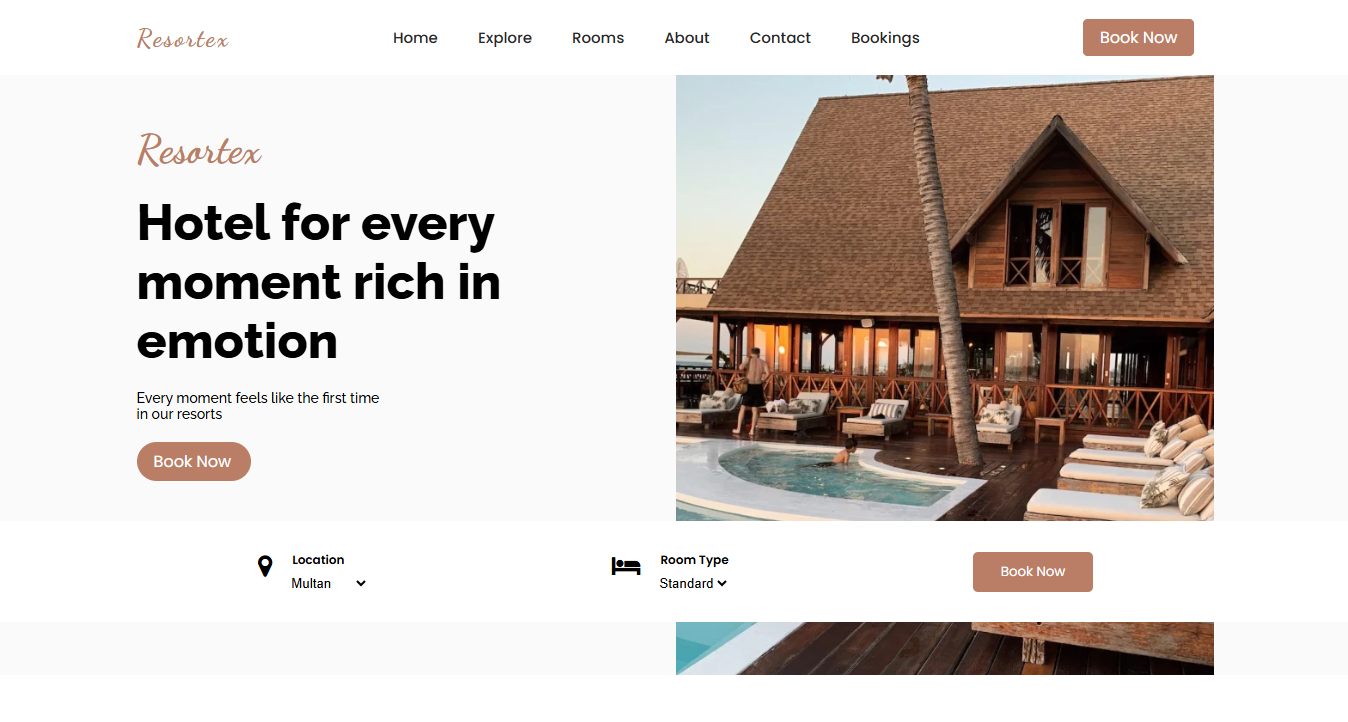 Resortex
Home Explore Rooms About Contact Bookings
Book Now
Resortex
Hotel for every
moment rich in
emotion
Every moment feels like the first time
in our resorts
Book Now
Location
Multan
Room Type
Standard
Book Now